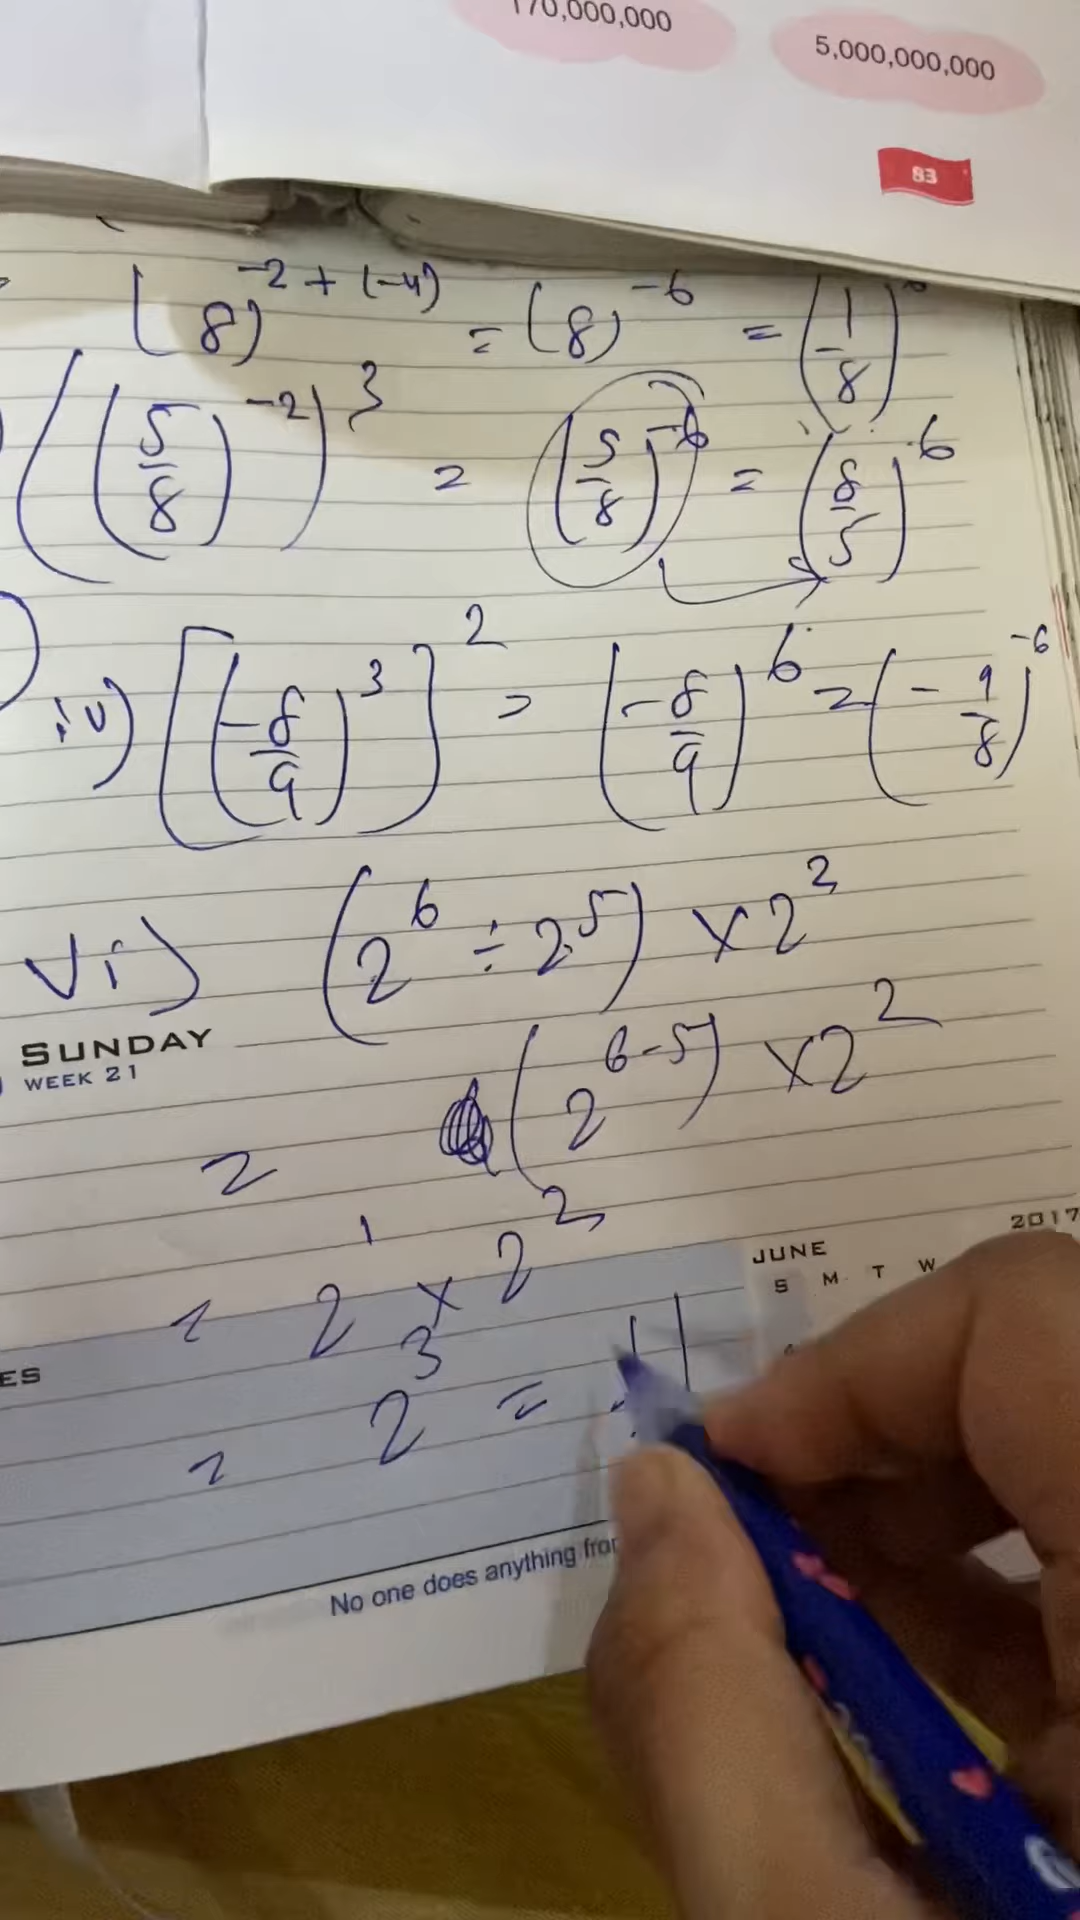 170,000,000
5,000,000,000
83
(8)^{-2 + (-4)} = (8)^{-6} = (1/8)
((5/8)^{-2})^3 = (5/8)^{-6} = (8/5)^6
iv) [(-8/9)^3]^2 = (-8/9)^6 = (-9/8)^{-6}
vi) (2^6 ÷ 2^5) × 2^2
SUNDAY
WEEK 21
= (2^{6-5}) × 2^2
= 2^1 × 2^2
= 2^3 =
2017
JUNE
S M T W
ES
No one does anything